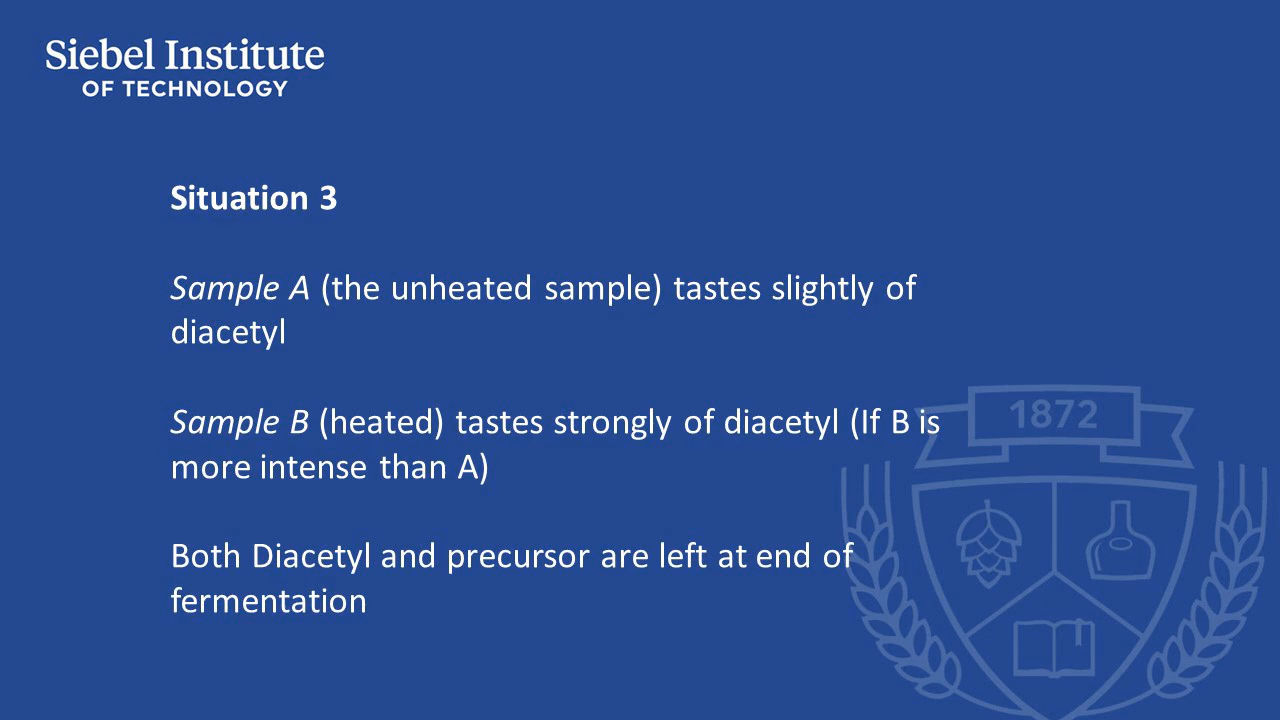 Siebel Institute
OF TECHNOLOGY
Situation 3
Sample A (the unheated sample) tastes slightly of
diacetyl
Sample B (heated) tastes strongly of diacetyl (If B is
more intense than A)
Both Diacetyl and precursor are left at end of
fermentation
1872